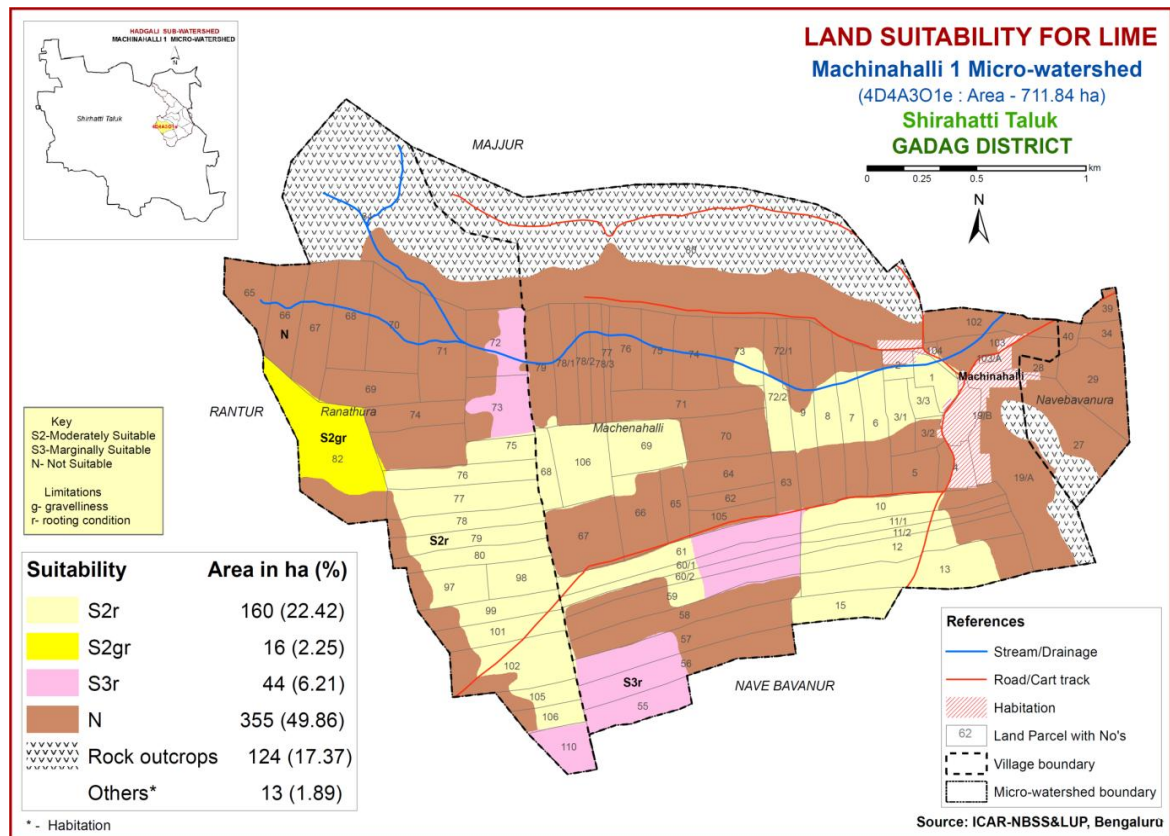 HADGALI SUB-WATERSHED
MACHINAHALLI 1 MICRO-WATERSHED
N
Shirhatti Taluk
4D4A3O1e
LAND SUITABILITY FOR LIME
Machinahalli 1 Micro-watershed
(4D4A3O1e : Area - 711.84 ha)
Shirahatti Taluk
GADAG DISTRICT
km
0 0.25 0.5 1
N
MAJJUR
68
65
66
67
68
70
71
72
N
69
74
73
79
78/1
78/2
77
78/3
76
75
74
73
72/1
72/2
71
102
104
103
103/A
40
39
34
28
29
27
2
1
3/3
3/1
3/2
9
8
7
6
5
4
Machinahalli
Navebavanura
19/B
19/A
RANTUR
Ranathura
S2gr
82
Machenahalli
75
76
77
78
S2r
79
80
97
98
99
101
102
105
106
110
68
106
69
70
64
63
62
65
66
67
105
61
60/1
60/2
59
58
57
56
S3r
55
10
11/1
11/2
12
13
15
NAVE BAVANUR
Key
S2-Moderately Suitable
S3-Marginally Suitable
N- Not Suitable
Limitations
g- gravelliness
r- rooting condition
Suitability Area in ha (%)
S2r 160 (22.42)
S2gr 16 (2.25)
S3r 44 (6.21)
N 355 (49.86)
Rock outcrops 124 (17.37)
Others* 13 (1.89)
* - Habitation
References
Stream/Drainage
Road/Cart track
Habitation
62 Land Parcel with No's
Village boundary
Micro-watershed boundary
Source: ICAR-NBSS&LUP, Bengaluru